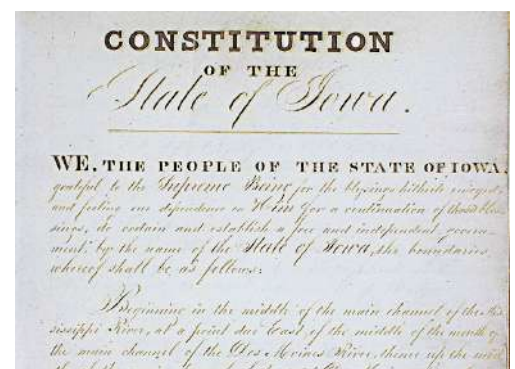 CONSTITUTION
OF THE
State of Iowa.
WE, THE PEOPLE OF THE STATE OF IOWA,
grateful to the Supreme Being for the blessings hitherto enjoyed,
and feeling our dependence on Him for a continuation of those bles-
sings, do ordain and establish a free and independent govern-
ment, by the name of the State of Iowa, the boundaries
whereof shall be as follows:
Beginning in the middle of the main channel of the Mis-
sissippi River, at a point due East of the middle of the mouth of
the main channel of the Des Moines River, thence up the mid